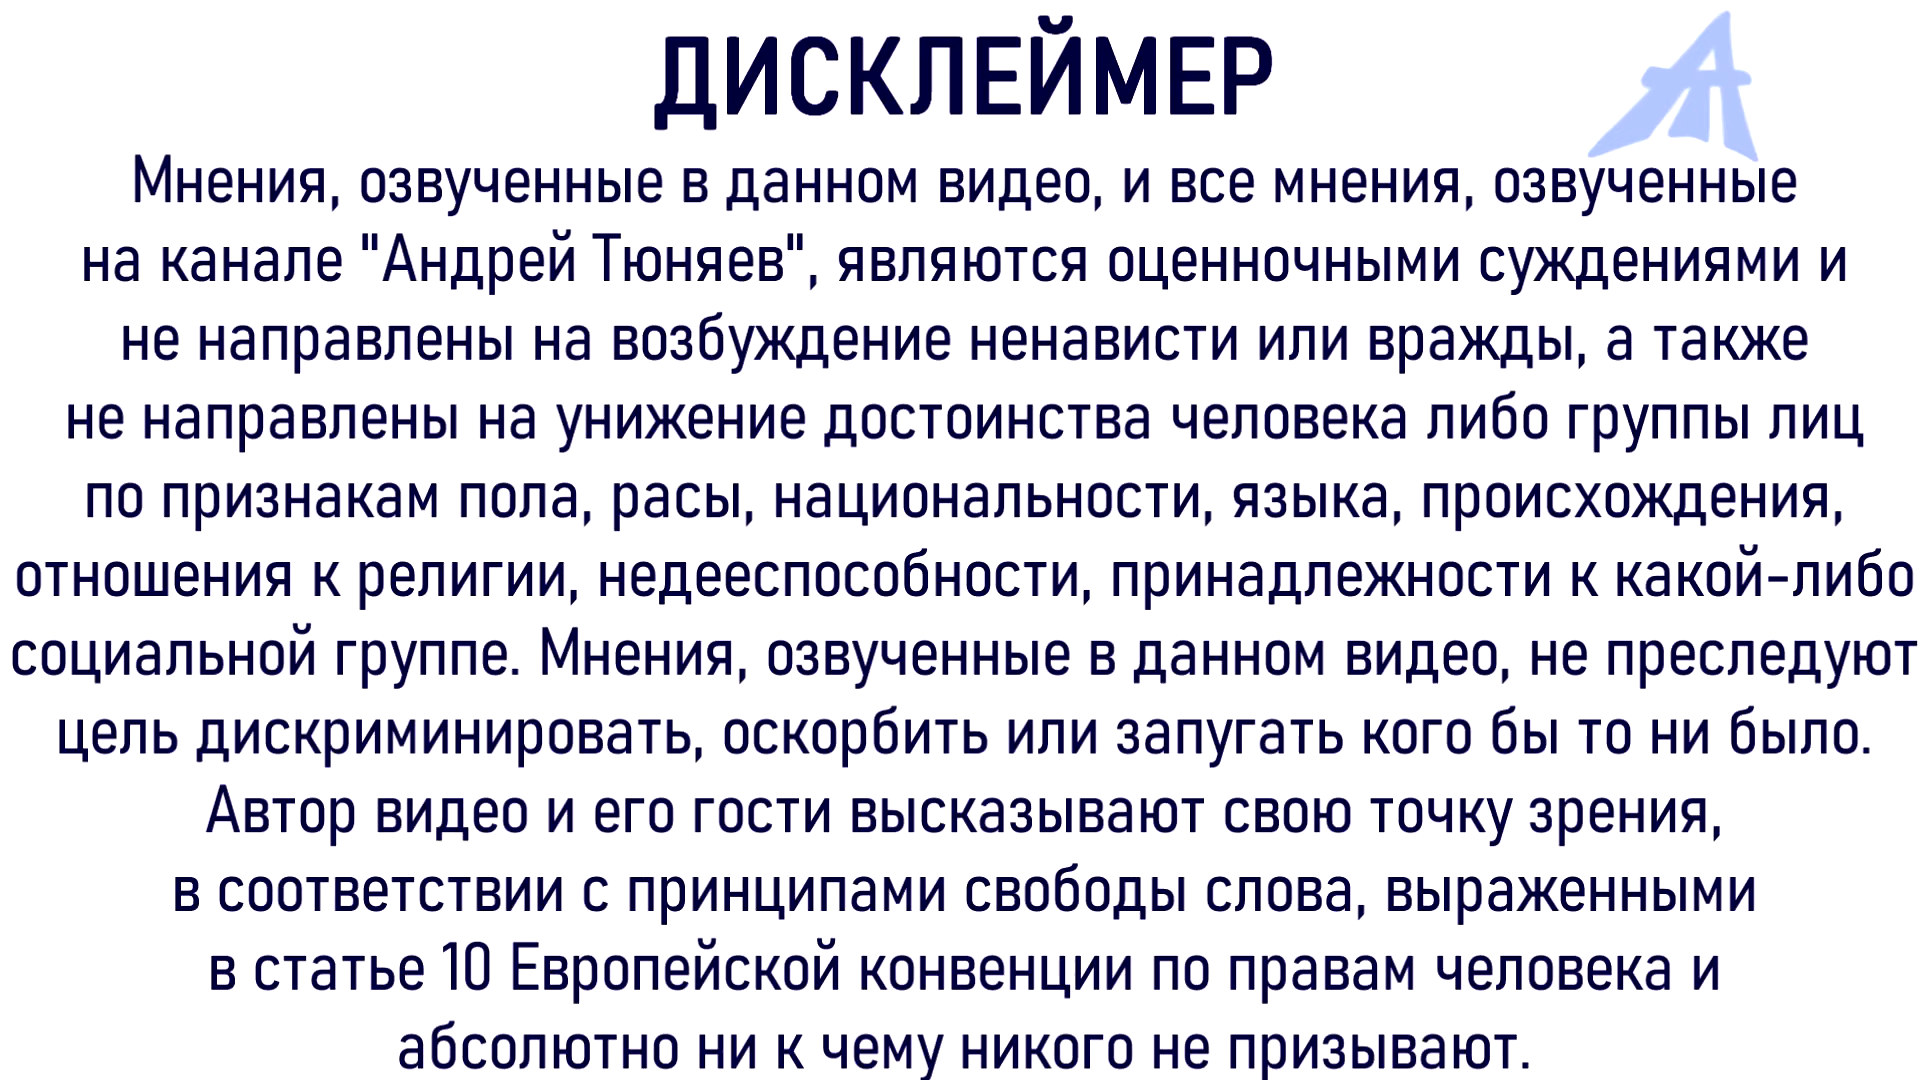 ДИСКЛЕЙМЕР
Мнения, озвученные в данном видео, и все мнения, озвученные
на канале "Андрей Тюняев", являются оценночными суждениями и
не направлены на возбуждение ненависти или вражды, а также
не направлены на унижение достоинства человека либо группы лиц
по признакам пола, расы, национальности, языка, происхождения,
отношения к религии, недееспособности, принадлежности к какой-либо
социальной группе. Мнения, озвученные в данном видео, не преследуют
цель дискриминировать, оскорбить или запугать кого бы то ни было.
Автор видео и его гости высказывают свою точку зрения,
в соответствии с принципами свободы слова, выраженными
в статье 10 Европейской конвенции по правам человека и
абсолютно ни к чему никого не призывают.